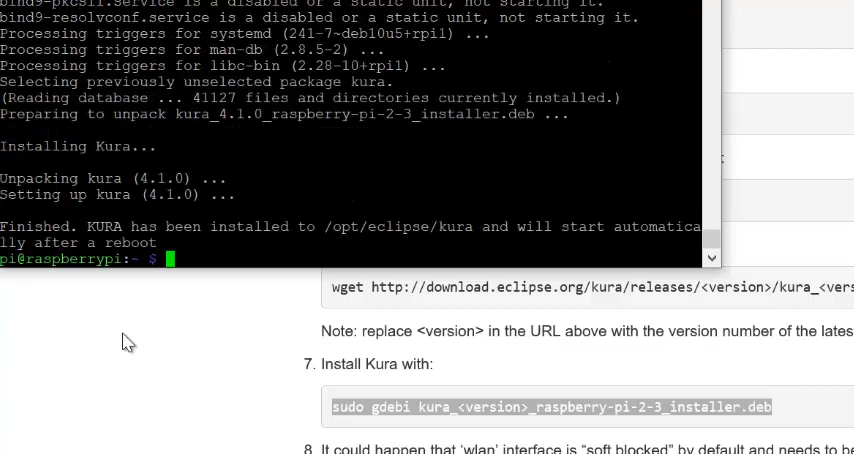 bind9-pkcs11.service is a disabled or a static unit, not starting it.
bind9-resolvconf.service is a disabled or a static unit, not starting it.
Processing triggers for systemd (241-7~deb10u5+rpi1) ...
Processing triggers for man-db (2.8.5-2) ...
Processing triggers for libc-bin (2.28-10+rpi1) ...
Selecting previously unselected package kura.
(Reading database ... 41127 files and directories currently installed.)
Preparing to unpack kura_4.1.0_raspberry-pi-2-3_installer.deb ...
Installing Kura...
Unpacking kura (4.1.0) ...
Setting up kura (4.1.0) ...
Finished. KURA has been installed to /opt/eclipse/kura and will start automatica
lly after a reboot
pi@raspberrypi:~ $
wget http://download.eclipse.org/kura/releases/<version>/kura_<vers
Note: replace <version> in the URL above with the version number of the lates
7. Install Kura with:
sudo gdebi kura_<version>_raspberry-pi-2-3_installer.deb
8. It could happen that 'wlan' interface is "soft blocked" by default and needs to be